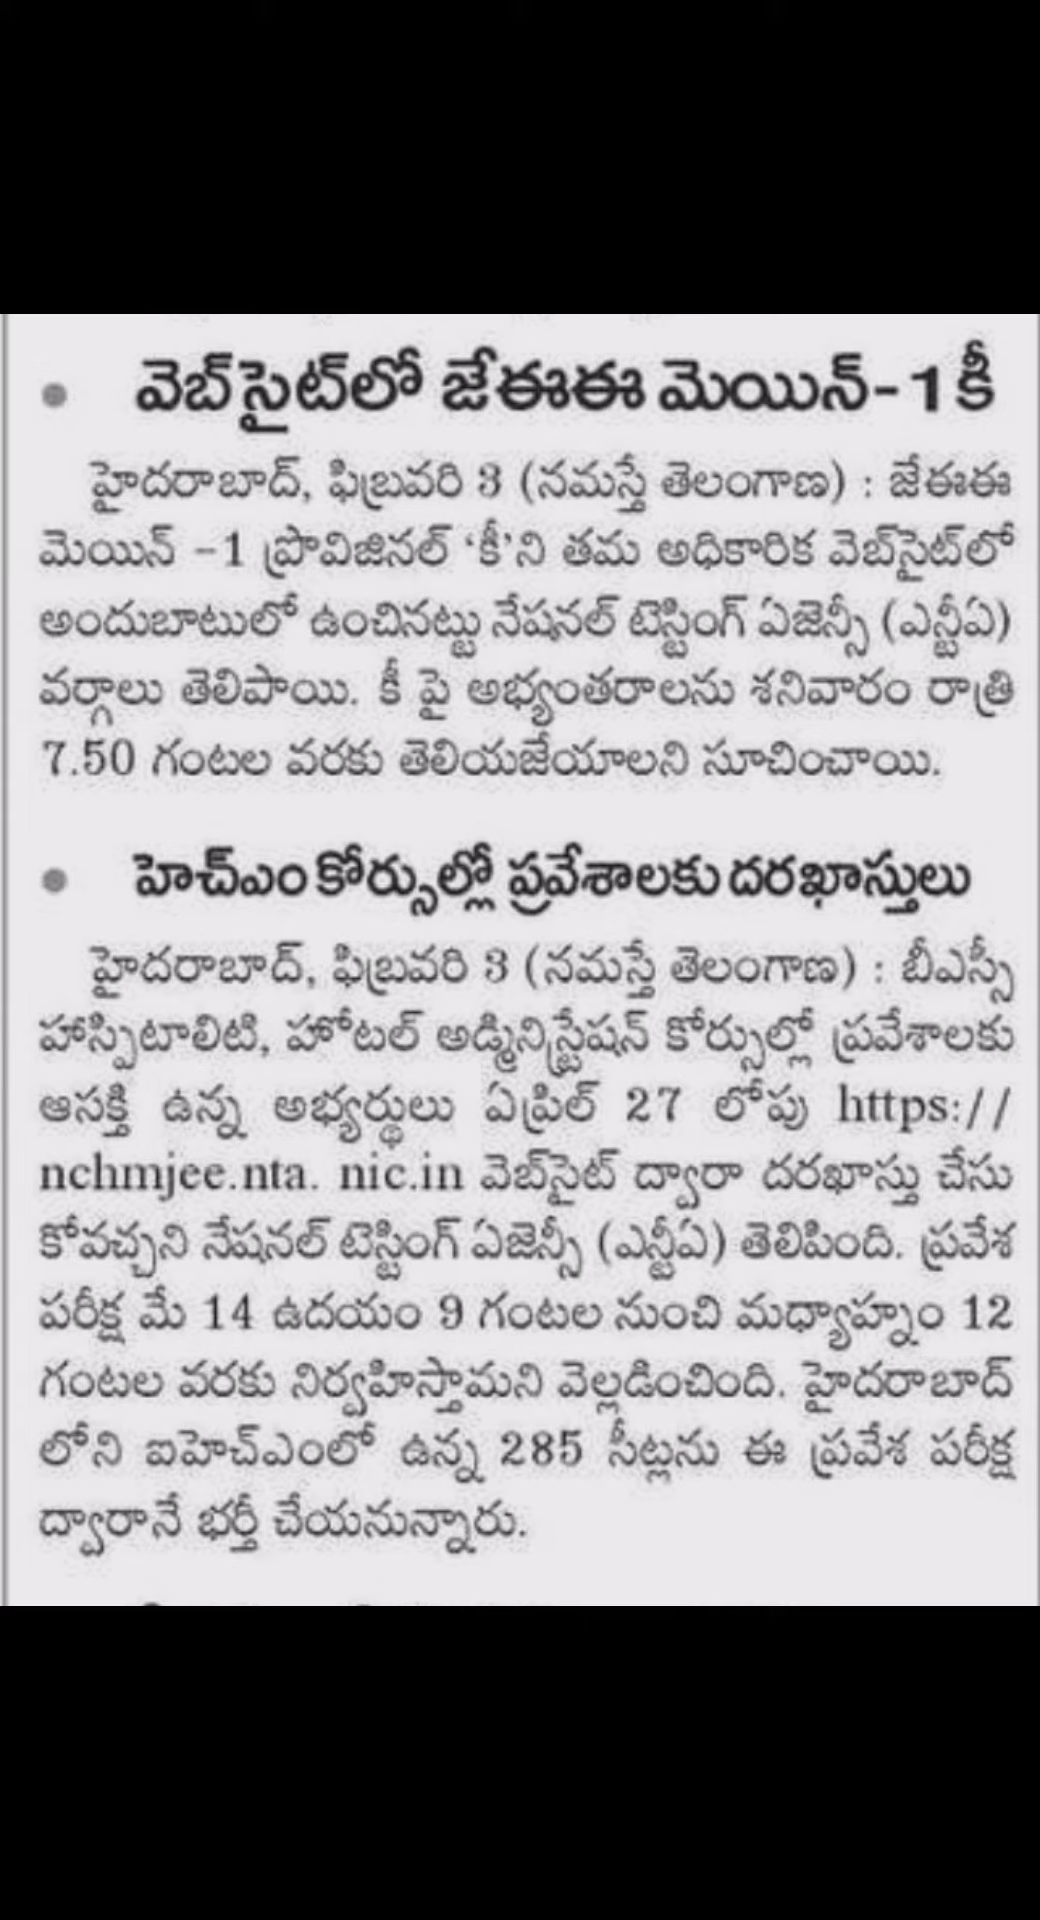 • వెబ్‌సైట్‌లో జేఈఈ మెయిన్-1 కీ
హైదరాబాద్, ఫిబ్రవరి 3 (నమస్తే తెలంగాణ) : జేఈఈ
మెయిన్ -1 ప్రొవిజినల్ 'కీ'ని తమ అధికారిక వెబ్‌సైట్‌లో
అందుబాటులో ఉంచినట్టు నేషనల్ టెస్టింగ్ ఏజెన్సీ (ఎన్టీఏ)
వర్గాలు తెలిపాయి. కీ పై అభ్యంతరాలను శనివారం రాత్రి
7.50 గంటల వరకు తెలియజేయాలని సూచించాయి.
• హెచ్ఎం కోర్సుల్లో ప్రవేశాలకు దరఖాస్తులు
హైదరాబాద్, ఫిబ్రవరి 3 (నమస్తే తెలంగాణ) : బీఎస్సీ
హాస్పిటాలిటి, హోటల్ అడ్మినిస్ట్రేషన్ కోర్సుల్లో ప్రవేశాలకు
ఆసక్తి ఉన్న అభ్యర్థులు ఏప్రిల్ 27 లోపు https://
nchmjee.nta. nic.in వెబ్‌సైట్ ద్వారా దరఖాస్తు చేసు
కోవచ్చని నేషనల్ టెస్టింగ్ ఏజెన్సీ (ఎన్టీఏ) తెలిపింది. ప్రవేశ
పరీక్ష మే 14 ఉదయం 9 గంటల నుంచి మధ్యాహ్నం 12
గంటల వరకు నిర్వహిస్తామని వెల్లడించింది. హైదరాబాద్
లోని ఐహెచ్ఎంలో ఉన్న 285 సీట్లను ఈ ప్రవేశ పరీక్ష
ద్వారానే భర్తీ చేయనున్నారు.